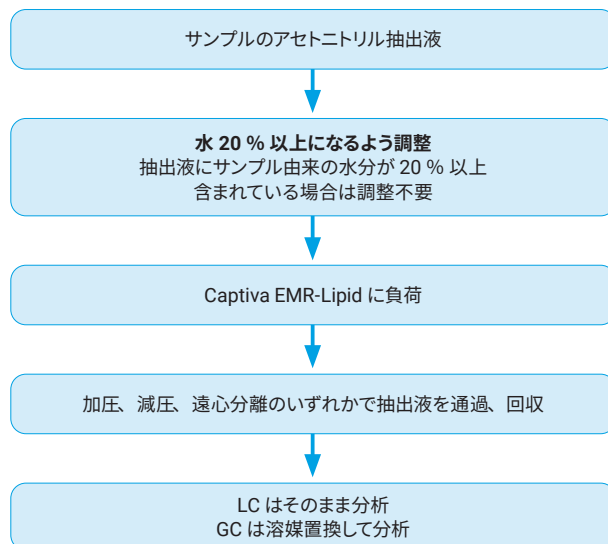 サンプルのアセトニトリル抽出液
水 20 % 以上になるよう調整
抽出液にサンプル由来の水分が 20 % 以上
含まれている場合は調整不要
Captiva EMR-Lipid に負荷
加圧、減圧、遠心分離のいずれかで抽出液を通過、回収
LC はそのまま分析
GC は溶媒置換して分析